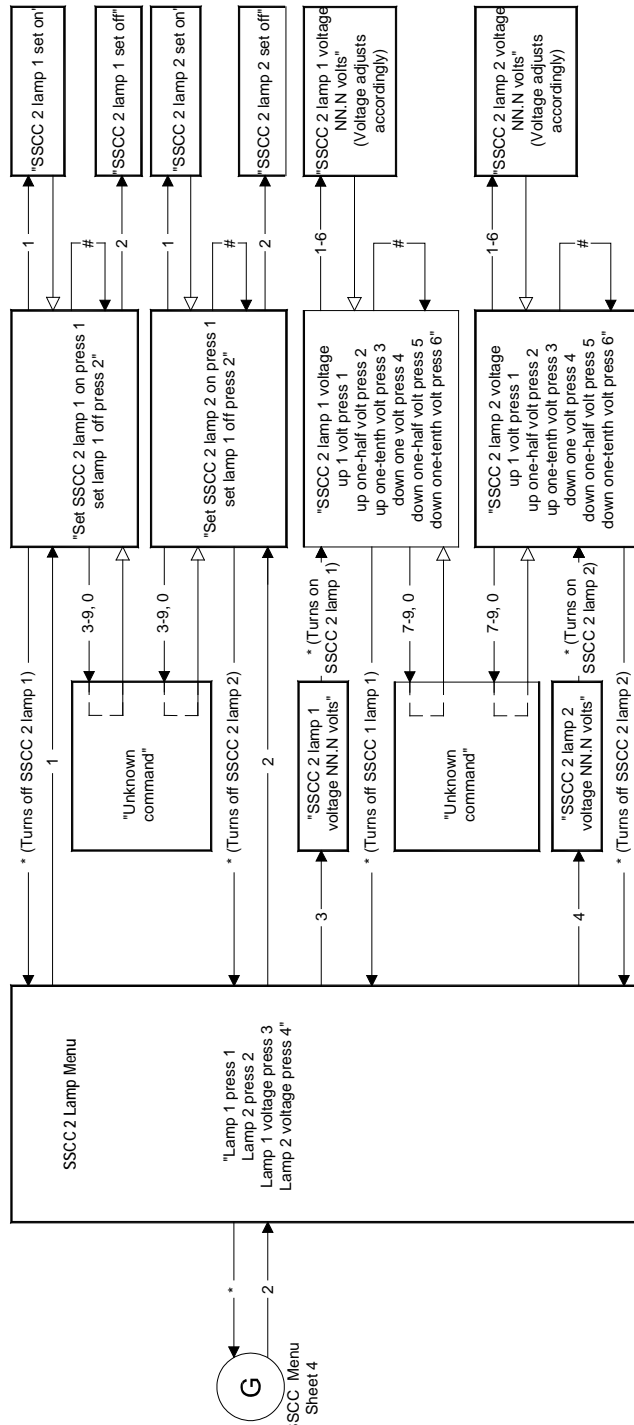 G
SSCC Menu
Sheet 4
*
2
SSCC 2 Lamp Menu
"Lamp 1 press 1
Lamp 2 press 2
Lamp 1 voltage press 3
Lamp 2 voltage press 4"
* (Turns off SSCC 2 lamp 1)
1
"Unknown
command"
3-9, 0
3-9, 0
* (Turns off SSCC 2 lamp 2)
2
3
"SSCC 2 lamp 1
voltage NN.N volts"
* (Turns on
SSCC 2 lamp 1)
* (Turns off SSCC 1 lamp 1)
"Unknown
command"
7-9, 0
7-9, 0
4
"SSCC 2 lamp 2
voltage NN.N volts"
* (Turns on
SSCC 2 lamp 2)
* (Turns off SSCC 2 lamp 2)
"Set SSCC 2 lamp 1 on press 1
set lamp 1 off press 2"
1
#
2
"SSCC 2 lamp 1 set on"
"SSCC 2 lamp 1 set off"
"Set SSCC 2 lamp 2 on press 1
set lamp 1 off press 2"
1
#
2
"SSCC 2 lamp 2 set on"
"SSCC 2 lamp 2 set off"
"SSCC 2 lamp 1 voltage
up 1 volt press 1
up one-half volt press 2
up one-tenth volt press 3
down one volt press 4
down one-half volt press 5
down one-tenth volt press 6"
1-6
#
"SSCC 2 lamp 1 voltage
NN.N volts"
(Voltage adjusts
accordingly)
"SSCC 2 lamp 2 voltage
up 1 volt press 1
up one-half volt press 2
up one-tenth volt press 3
down one volt press 4
down one-half volt press 5
down one-tenth volt press 6"
1-6
#
"SSCC 2 lamp 2 voltage
NN.N volts"
(Voltage adjusts
accordingly)